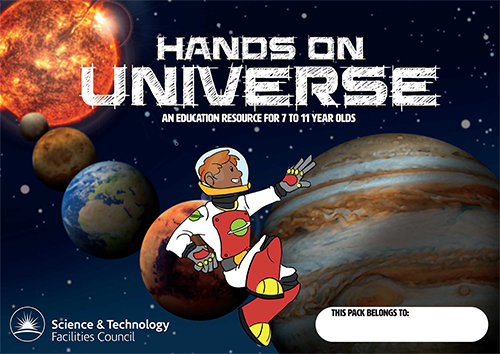 HANDS ON
UNIVERSE
AN EDUCATION RESOURCE FOR 7 TO 11 YEAR OLDS
THIS PACK BELONGS TO:
Science & Technology
Facilities Council